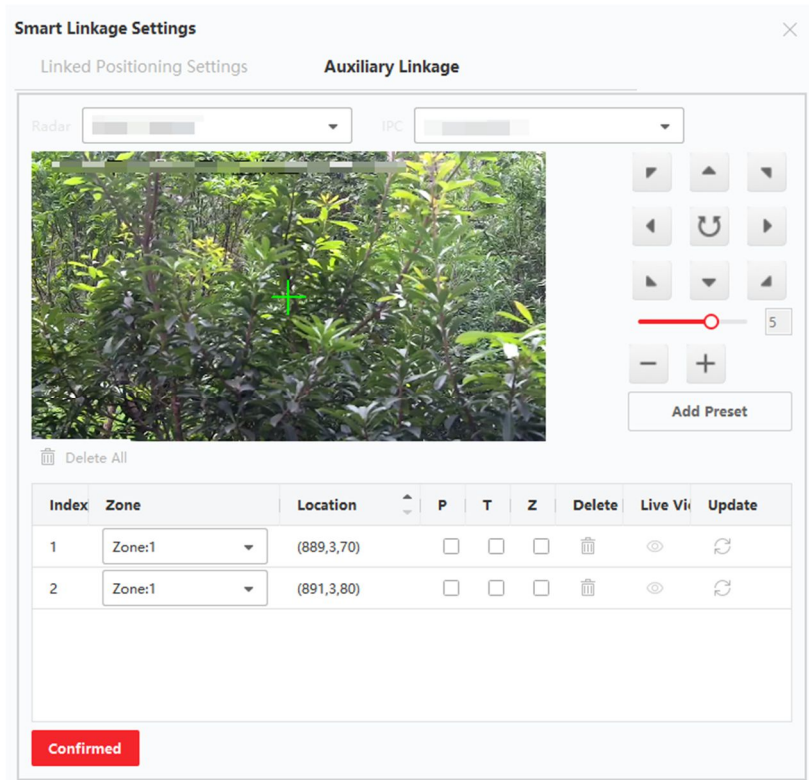 Smart Linkage Settings
Linked Positioning Settings Auxiliary Linkage
Radar IPC
5
Add Preset
Delete All
Index Zone Location P T Z Delete Live Vi Update
1 Zone:1 (889,3,70)
2 Zone:1 (891,3,80)
Confirmed